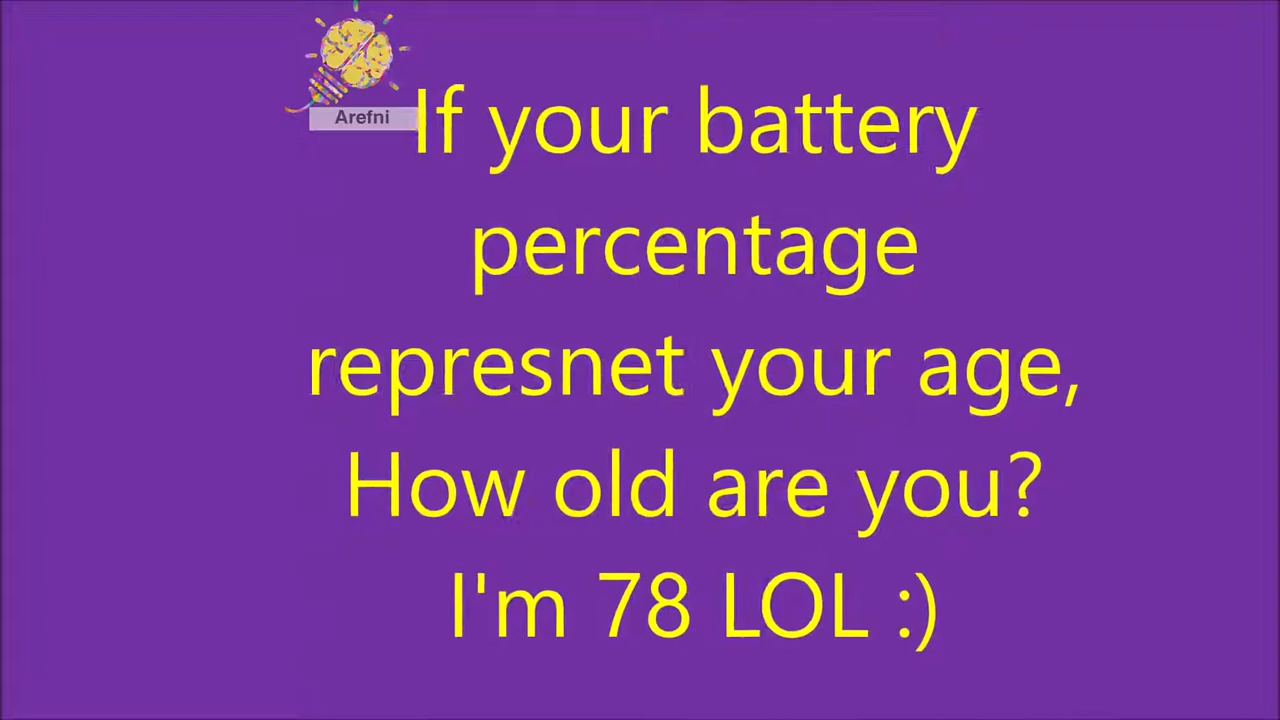 Arefni
If your battery
percentage
represnet your age,
How old are you?
I'm 78 LOL :)